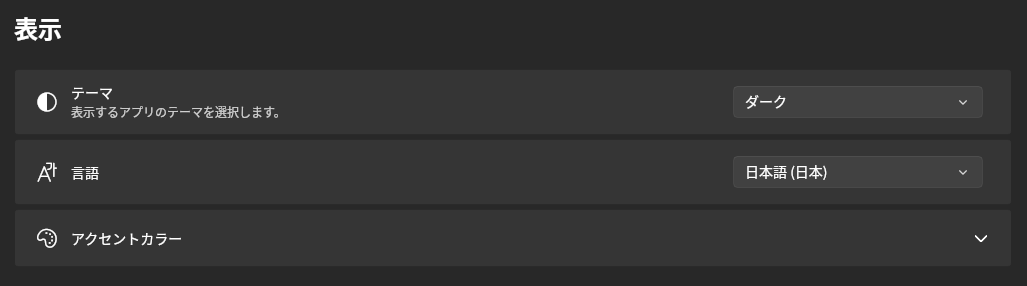 表示
テーマ
表示するアプリのテーマを選択します。
ダーク
言語
日本語 (日本)
アクセントカラー